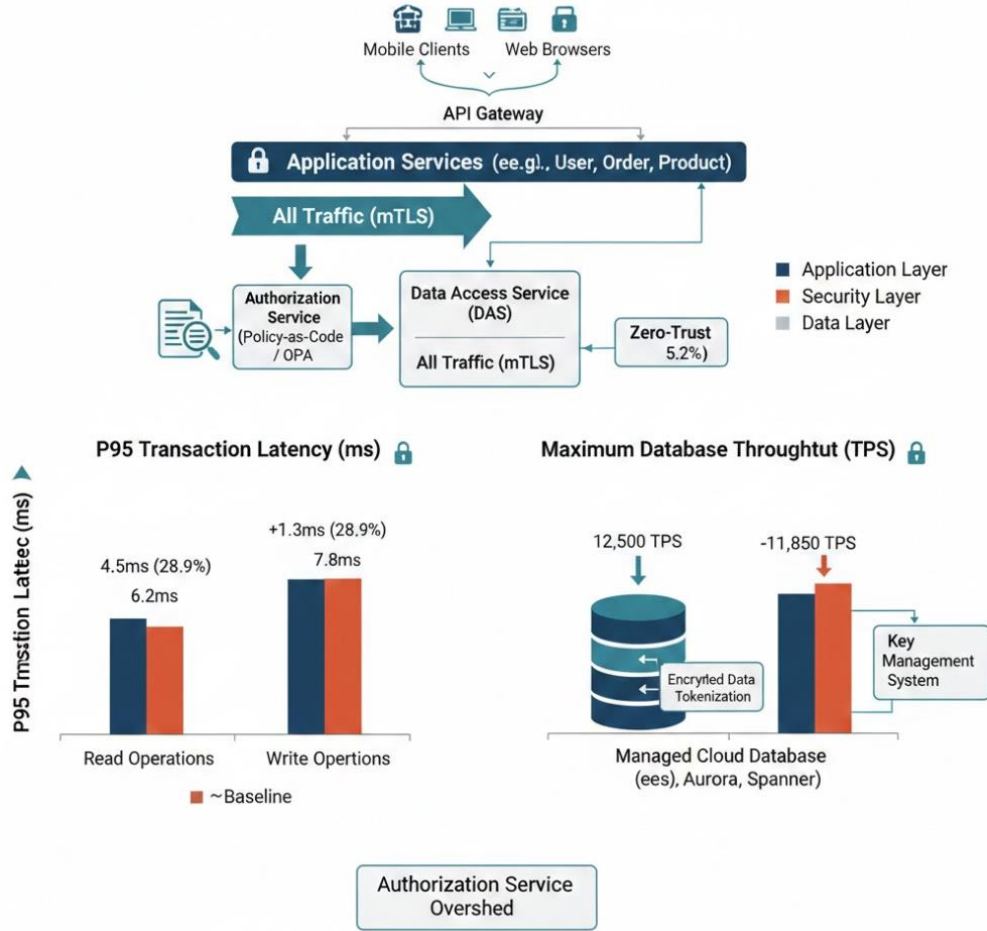 Mobile Clients
Web Browsers
API Gateway
Application Services (ee.g!.., User, Order, Product)
All Traffic (mTLS)
Authorization
Service
(Policy-as-Code
/ OPA
Data Access Service
(DAS)
All Traffic (mTLS)
Zero-Trust
5.2%)
Application Layer
Security Layer
Data Layer
P95 Transaction Latency (ms)
P95 Tmsstion Lattec (ms)
4.5ms (28.9%)
6.2ms
+1.3ms (28.9%)
7.8ms
Read Operations
Write Opertions
~Baseline
Maximum Database Throughtut (TPS)
12,500 TPS
-11,850 TPS
Encryfled Data
Tokenization
Key
Management
System
Managed Cloud Database
(ees), Aurora, Spanner)
Authorization Service
Overshed